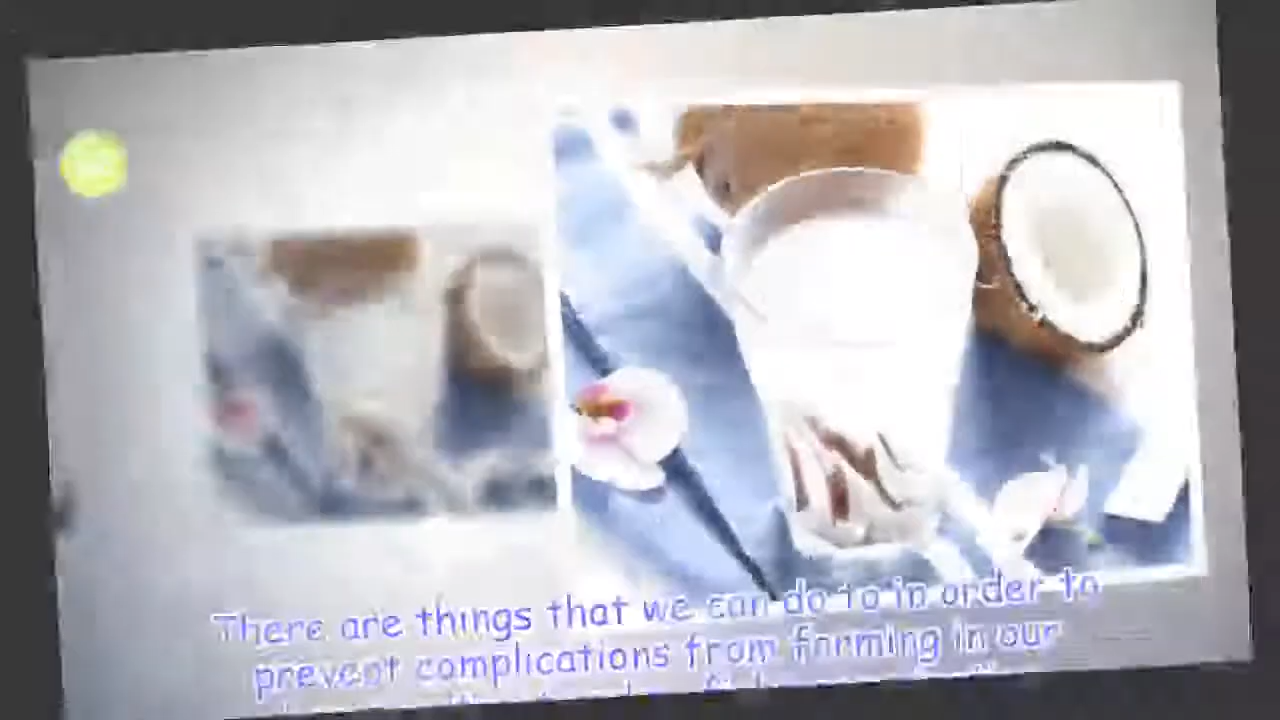 There are things that we can do to in order to
prevent complications from forming in our